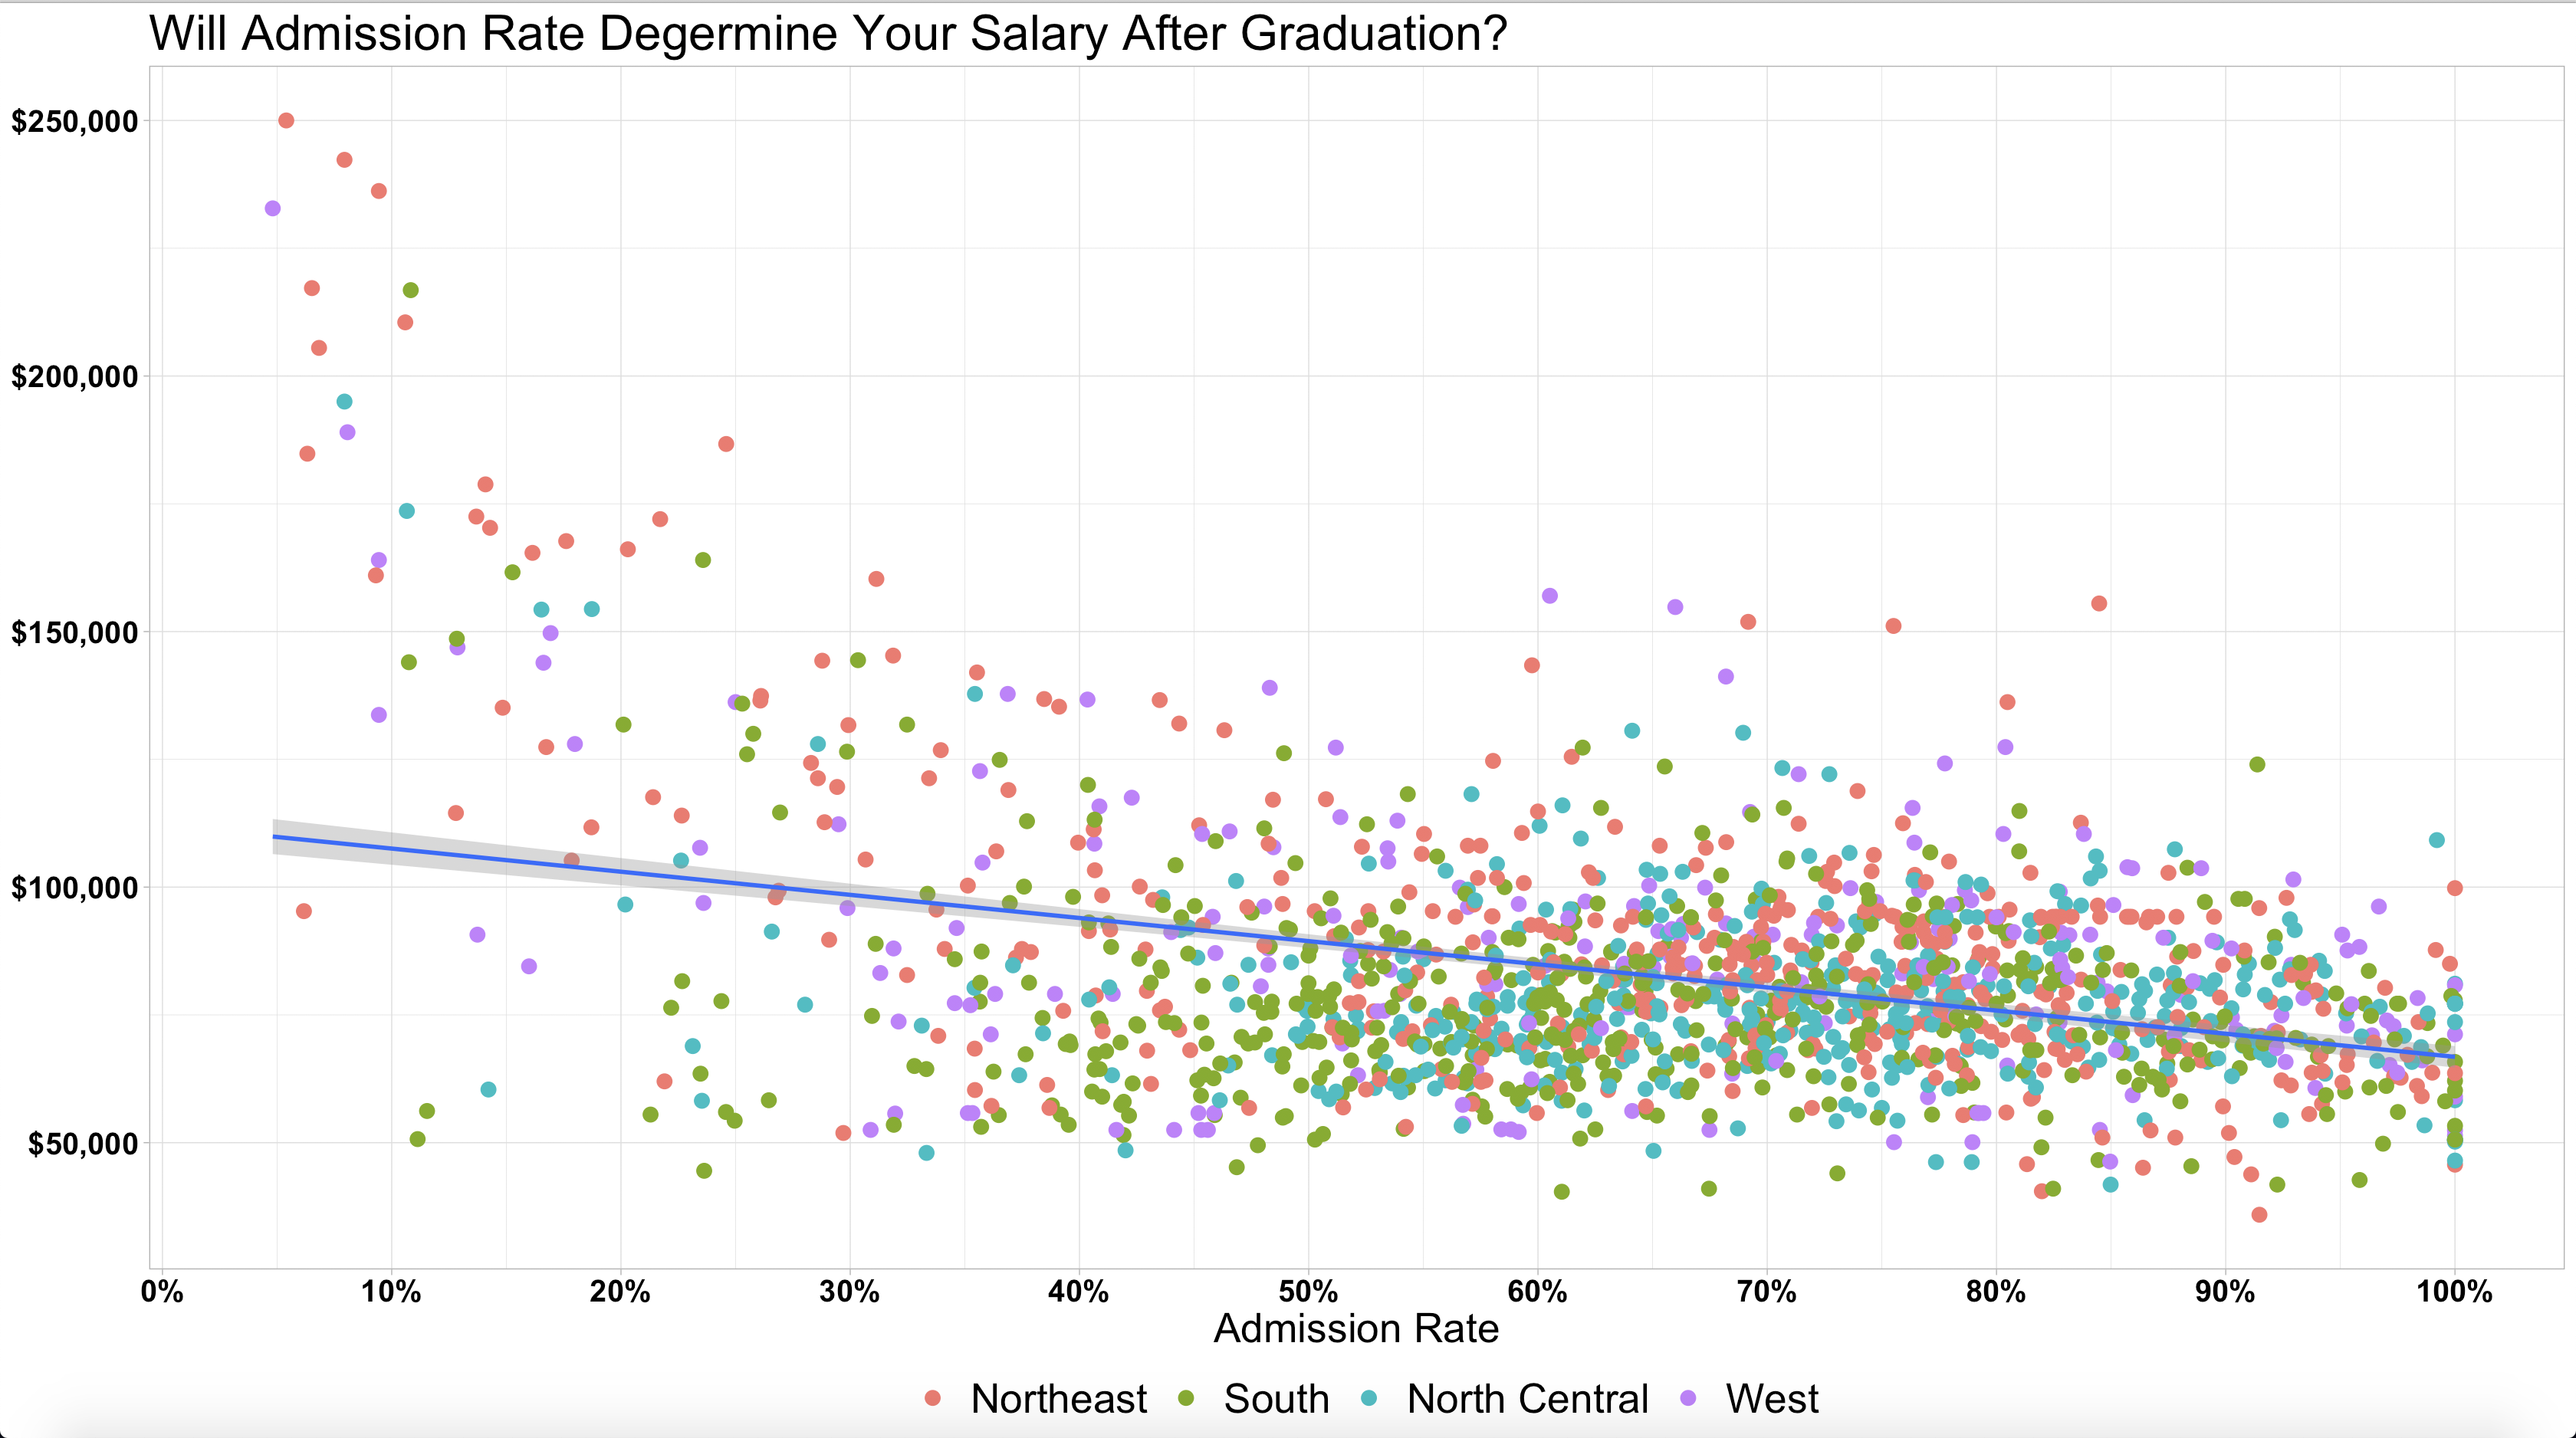 Will Admission Rate Degermine Your Salary After Graduation?
$250,000
$200,000
$150,000
$100,000
$50,000
0% 10% 20% 30% 40% 50% 60% 70% 80% 90% 100%
Admission Rate
Northeast South North Central West